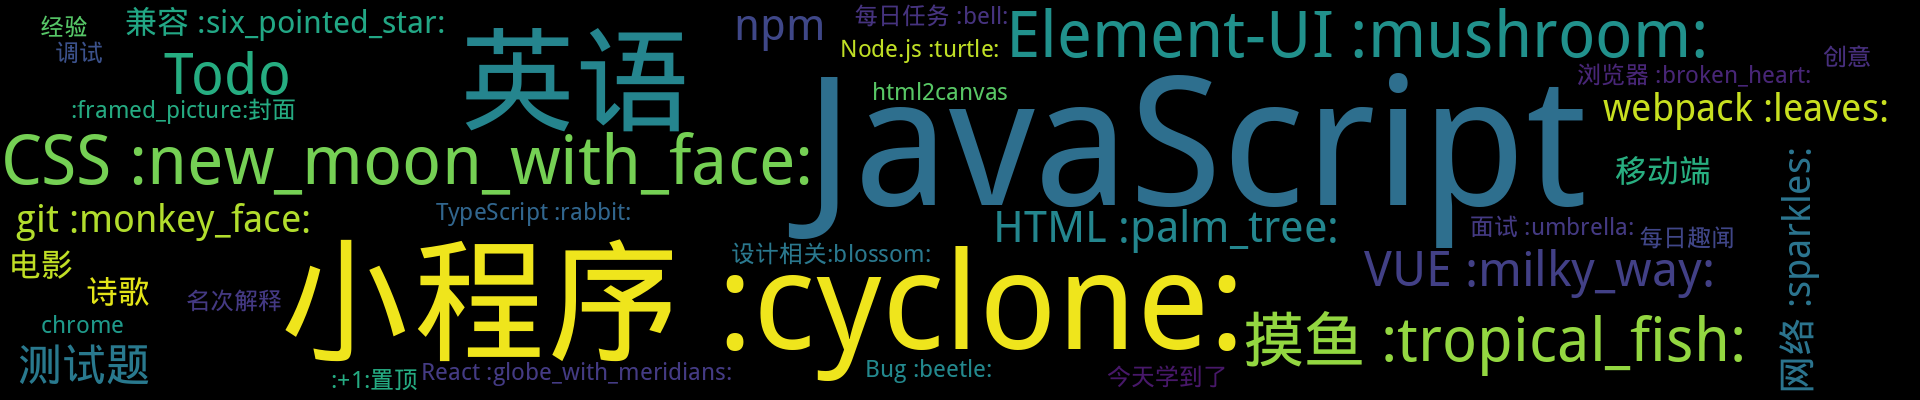 经验
兼容 :six_pointed_star:
调试
Todo
:framed_picture:封面
英语
npm
每日任务 :bell:
Node.js :turtle:
Element-UI :mushroom:
创意
浏览器 :broken_heart:
html2canvas
JavaScript
webpack :leaves:
CSS :new_moon_with_face:
移动端
网络 :sparkles:
git :monkey_face:
TypeScript :rabbit:
HTML :palm_tree:
面试 :umbrella:
每日趣闻
电影
诗歌
名次解释
小程序 :cyclone:
设计相关:blossom:
VUE :milky_way:
chrome
测试题
:+1:置顶
React :globe_with_meridians:
Bug :beetle:
今天学到了
摸鱼 :tropical_fish: